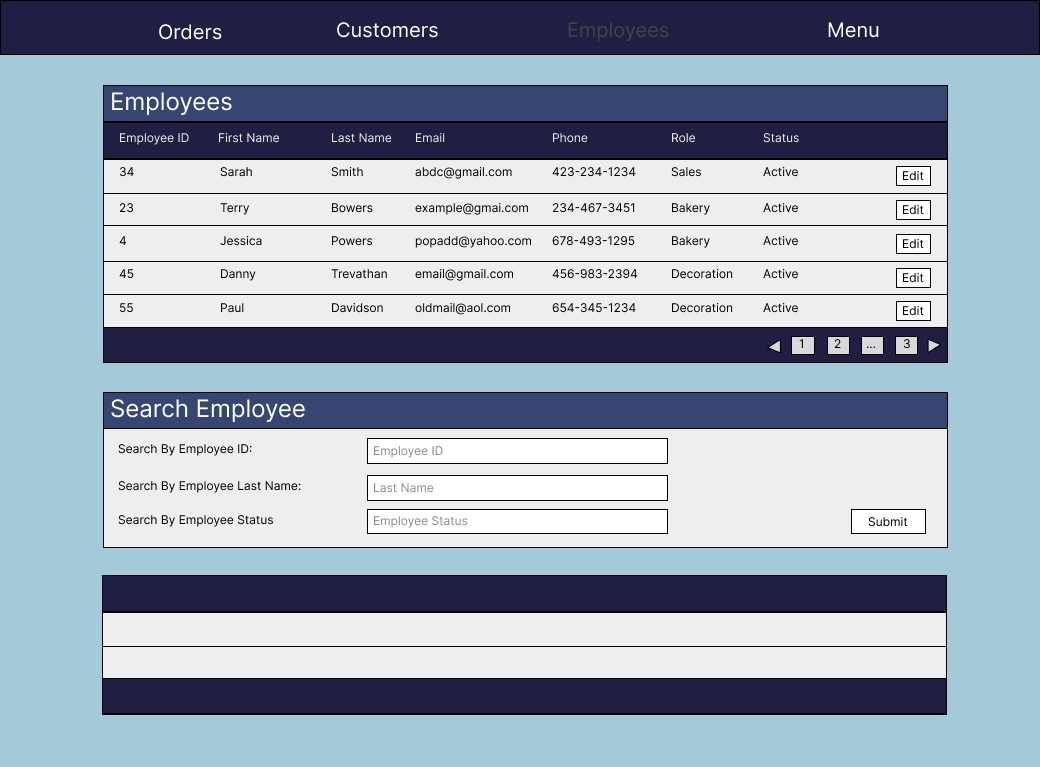 Orders Customers Employees Menu
Employees
Employee ID First Name Last Name Email Phone Role Status
34 Sarah Smith abdc@gmail.com 423-234-1234 Sales Active Edit
23 Terry Bowers example@gmai.com 234-467-3451 Bakery Active Edit
4 Jessica Powers popadd@yahoo.com 678-493-1295 Bakery Active Edit
45 Danny Trevathan email@gmail.com 456-983-2394 Decoration Active Edit
55 Paul Davidson oldmail@aol.com 654-345-1234 Decoration Active Edit
1 2 ... 3
Search Employee
Search By Employee ID: Employee ID
Search By Employee Last Name: Last Name
Search By Employee Status Employee Status Submit